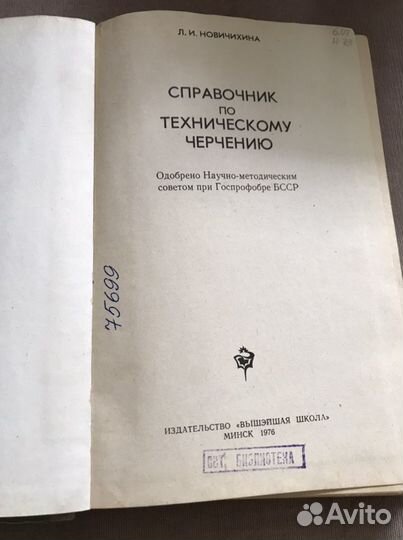 Л. И. НОВИЧИХИНА
СПРАВОЧНИК
ПО
ТЕХНИЧЕСКОМУ
ЧЕРЧЕНИЮ
Одобрено Научно-методическим
советом при Госпрофобре БССР
75699
ИЗДАТЕЛЬСТВО «ВЫШЭЙШАЯ ШКОЛА»
МИНСК 1976
БИБЛИОТЕКА
Avito